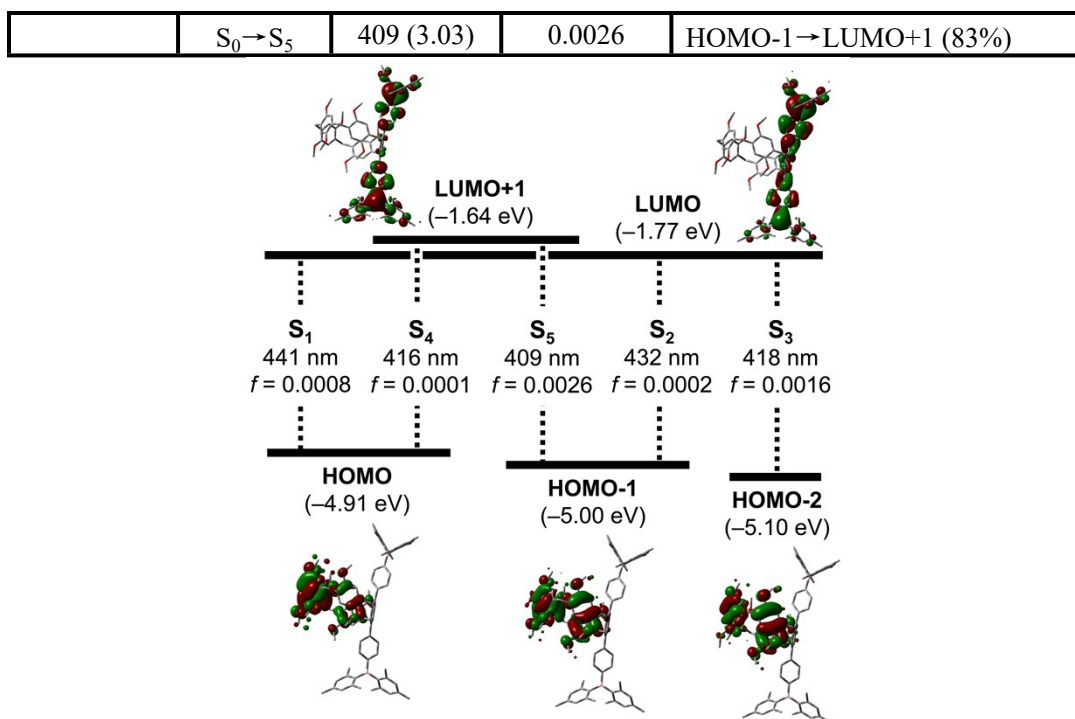 S0→S5 409 (3.03) 0.0026 HOMO-1→LUMO+1 (83%)
LUMO+1
(–1.64 eV)
LUMO
(–1.77 eV)
S1
441 nm
f = 0.0008
S4
416 nm
f = 0.0001
S5
409 nm
f = 0.0026
S2
432 nm
f = 0.0002
S3
418 nm
f = 0.0016
HOMO
(–4.91 eV)
HOMO-1
(–5.00 eV)
HOMO-2
(–5.10 eV)